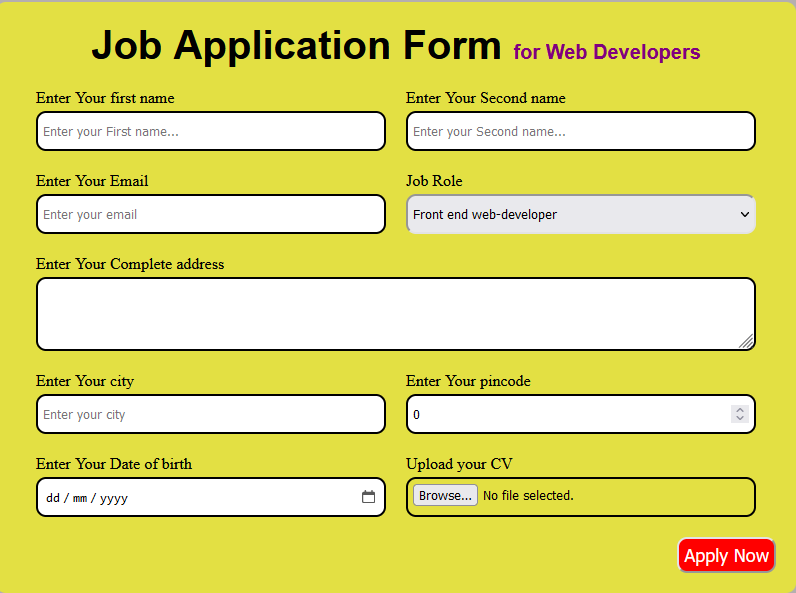 Job Application Form for Web Developers
Enter Your first name Enter Your Second name
Enter your First name... Enter your Second name...
Enter Your Email Job Role
Enter your email Front end web-developer
Enter Your Complete address
Enter Your city Enter Your pincode
Enter your city 0
Enter Your Date of birth Upload your CV
dd / mm / yyyy Browse... No file selected.
Apply Now